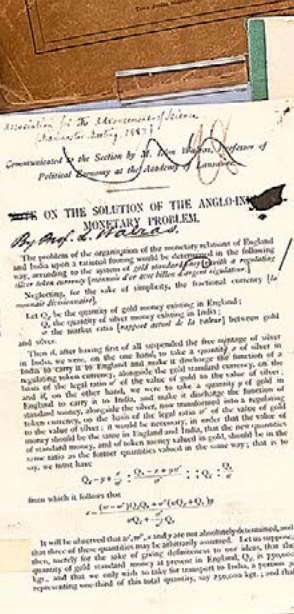 Association for the Advancement of Science
(Manchester Meeting, 1887)
Communicated to the Section by M. Léon Walras, Professor of
Political Economy at the Academy of Lausanne.
ON THE SOLUTION OF THE ANGLO-
MONETARY PROBLEM.
By Prof. L. Walras.
The problem of the organisation of the monetary relations of England
and India upon a rational footing would be determined in the following
way, according to the system of gold standard with a regulating
silver token currency [monnaie d'or avec billon d'argent régulateur.]
Neglecting, for the sake of simplicity, the fractional currency [la
monnaie divisionnaire].
Let Q be the quantity of gold money existing in England;
Q the quantity of silver money existing in India;
the market ratio [rapport actuel de la valeur] between gold
and silver.
Then if, after having first of all suspended the free mintage of silver
in India, we were, on the one hand, to take a quantity of silver in
India to carry it to England and make it discharge the function of a
regulating token currency, alongside the gold standard currency, on the
basis of the legal ratio of the value of gold to the value of silver;
and if, on the other hand, we were to take a quantity of gold in
England to carry it to India, and make it discharge the function of
standard money, alongside the silver, now transformed into a regulating
token currency, on the basis of the legal ratio of the value of gold
to the value of silver: it would be necessary, in order that the value of
money should be the same in England and India, that the new quantities
of standard money, and of token money valued in gold, should be in the
same ratio as the former quantities valued in the same way; that is to
say, we must have
from which it follows that
It will be observed that and are not absolutely determined, and
that three of these quantities may be arbitrarily assumed. Let us suppose,
then, merely for the sake of giving definiteness to our ideas, that the
quantity of gold standard money at present in England, is
kgr., and that we only wish to take for transport to India, a portion
representing one-third of this total quantity, say 250,000 kgr.; and that